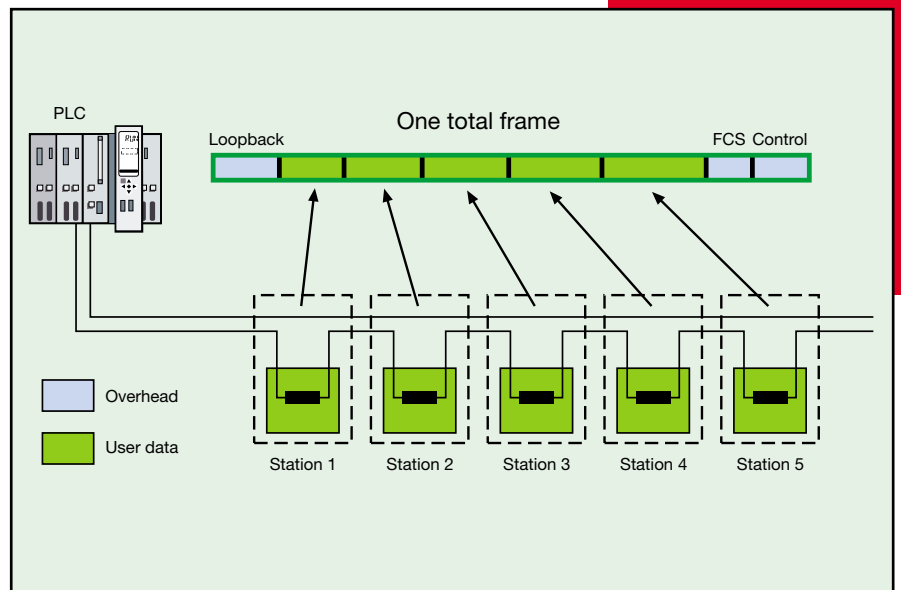 PLC
One total frame
Loopback
FCS Control
Overhead
User data
Station 1
Station 2
Station 3
Station 4
Station 5